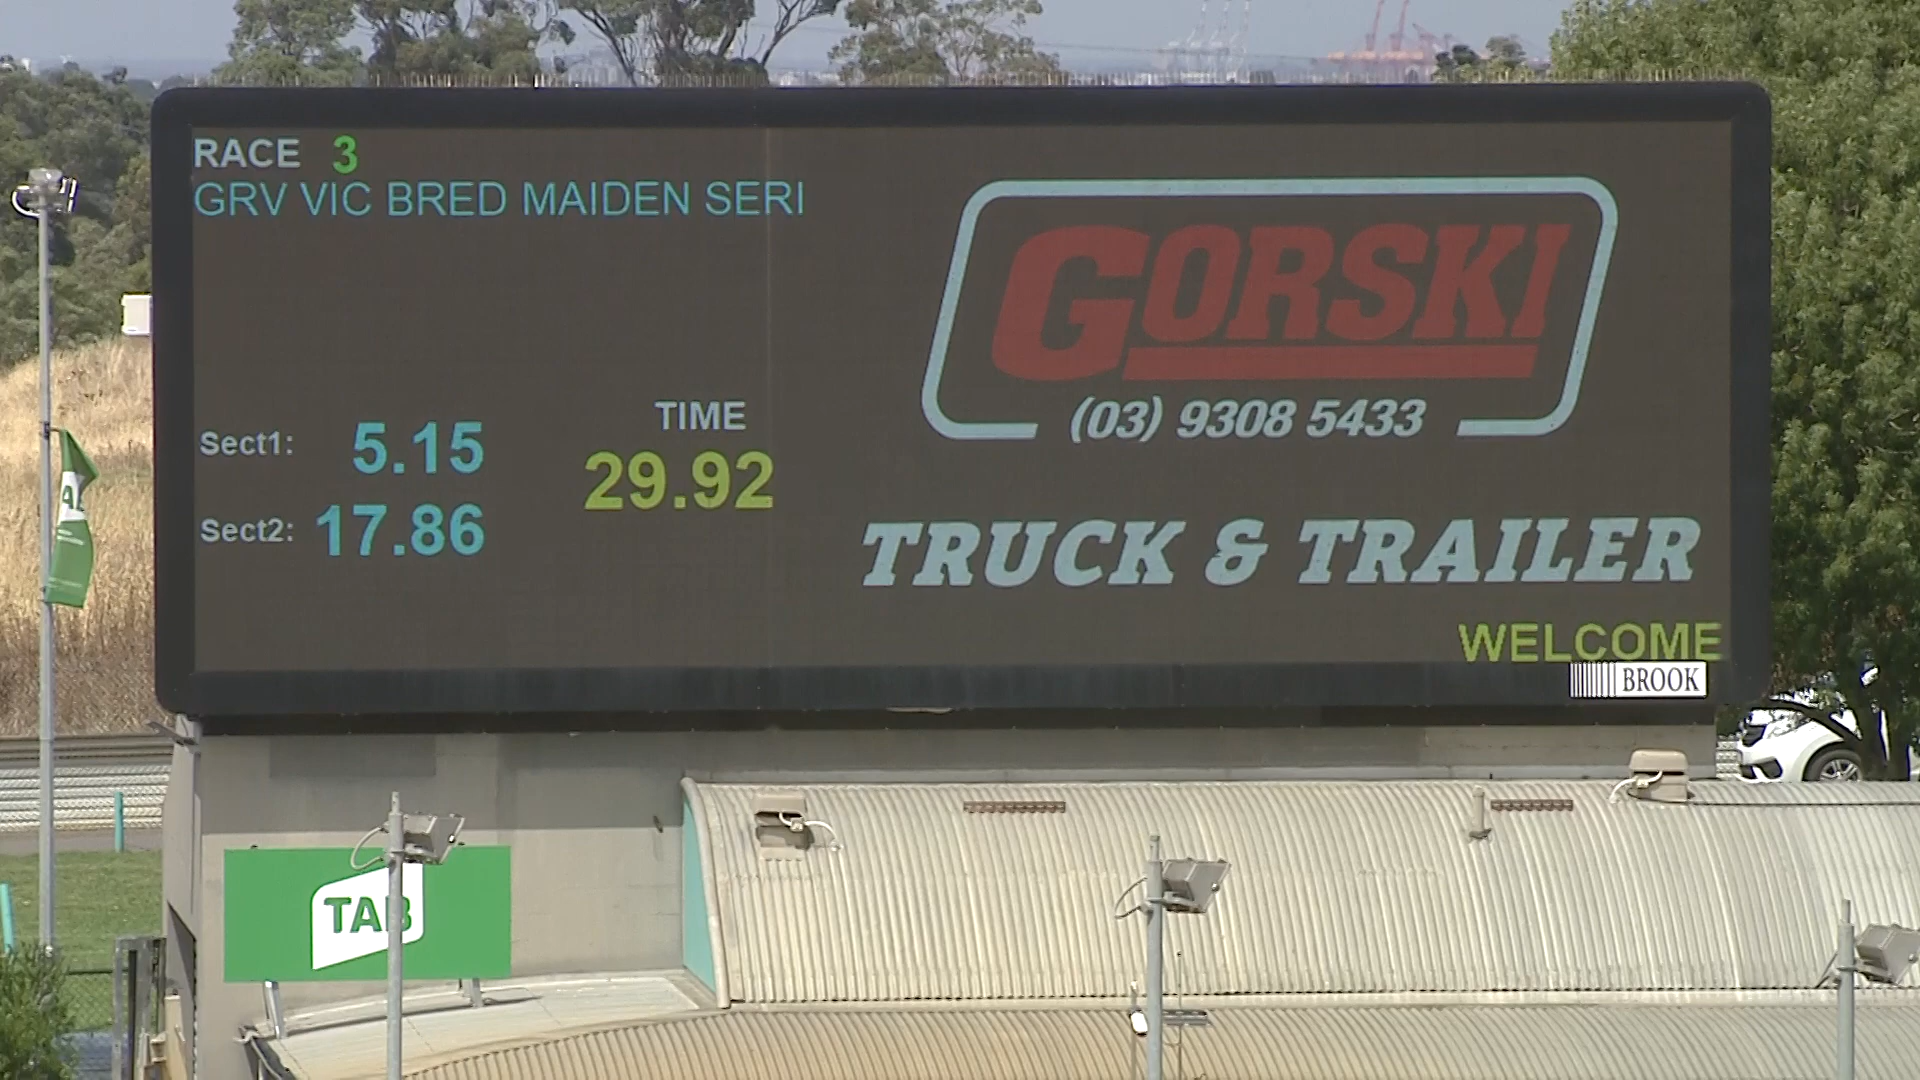 RACE 3
GRV VIC BRED MAIDEN SERI
Sect1: 5.15
Sect2: 17.86
TIME
29.92
GORSKI
(03) 9308 5433
TRUCK & TRAILER
WELCOME
BROOK
TAB